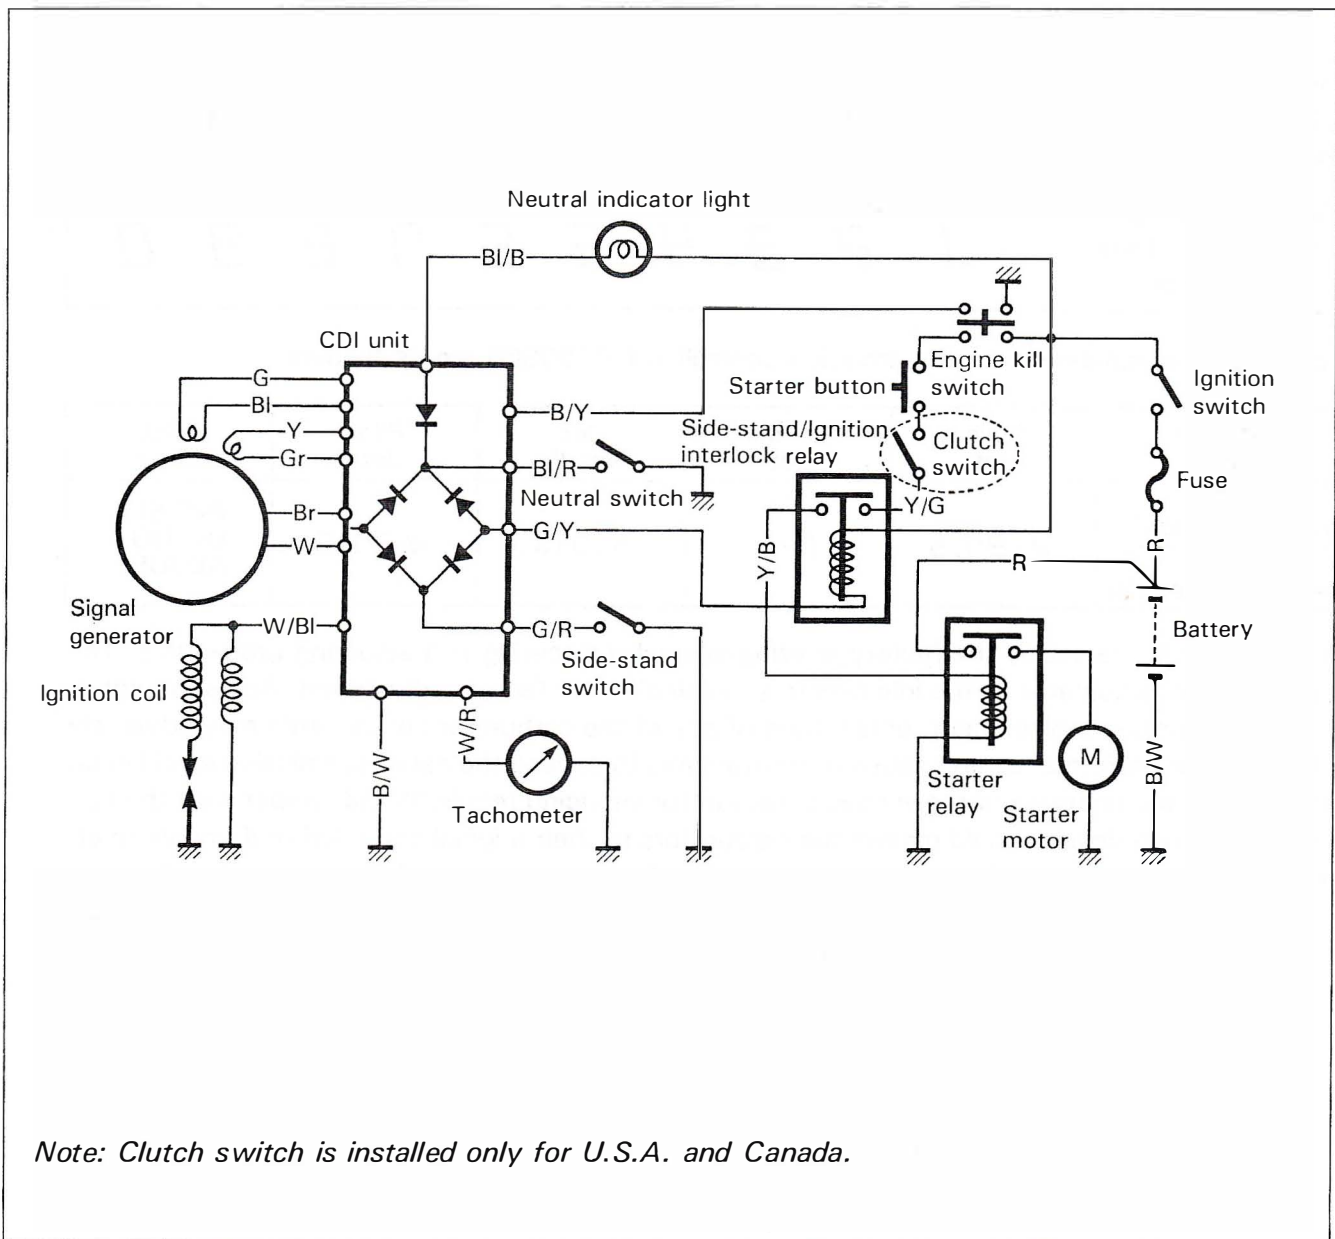 Neutral indicator light
Bl/B
CDI unit
G
Bl
Y
Gr
Br
W
W/Bl
Signal
generator
Ignition coil
B/Y
Bl/R
Neutral switch
G/Y
G/R
Side-stand
switch
B/W
W/R
Tachometer
Engine kill
switch
Starter button
Side-stand/Ignition
interlock relay
Clutch
switch
Y/G
Y/B
Ignition
switch
Fuse
R
R
Battery
B/W
Starter
relay
M
Starter
motor
Note: Clutch switch is installed only for U.S.A. and Canada.